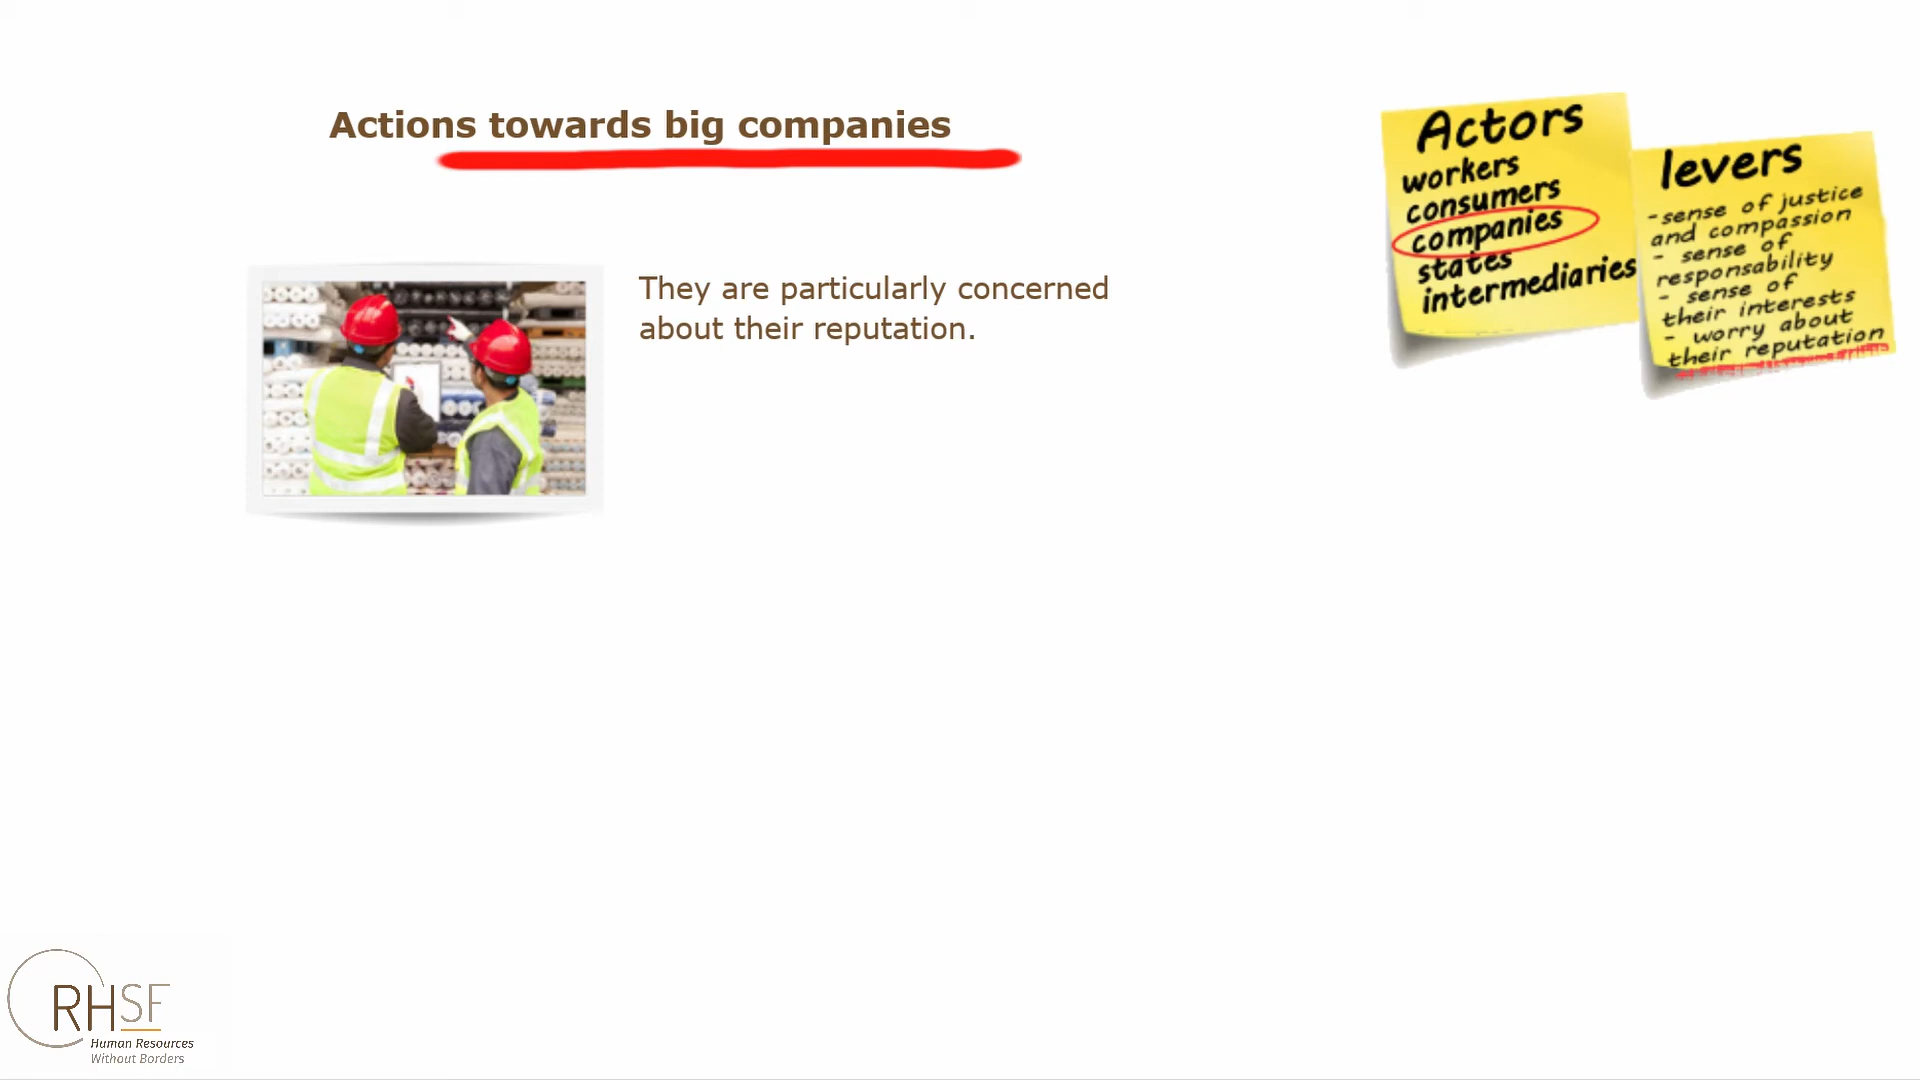 Actions towards big companies
They are particularly concerned
about their reputation.
Actors
workers
consumers
companies
states
intermediaries
levers
-sense of justice
and compassion
- sense of
responsability
- sense of
their interests
- worry about
their reputation
RHSF
Human Resources
Without Borders